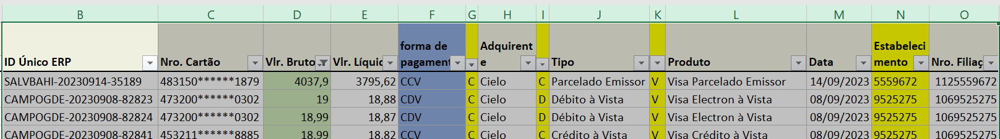 B C D E F G H I J K L M N O
ID Único ERP Nro. Cartão Vlr. Bruto Vlr. Líquic forma de pagament Adquirent e Tipo Produto Data Estabeleci mento Nro. Filiaç
SALVBAHI-20230914-35189 483150******1879 4037,9 3795,62 CCV C Cielo C Parcelado Emissor V Visa Parcelado Emissor 14/09/2023 5559672 1125559672
CAMPOGDE-20230908-82823 473200******0302 19 18,88 CDV C Cielo D Débito à Vista V Visa Electron à Vista 08/09/2023 9525275 1069525275
CAMPOGDE-20230908-82824 473200******0302 18,99 18,87 CDV C Cielo D Débito à Vista V Visa Electron à Vista 08/09/2023 9525275 1069525275
CAMPOGDE-20230908-82841 453211******8885 18,99 18,82 CCV C Cielo C Crédito à Vista V Visa Crédito à Vista 08/09/2023 9525275 1069525275